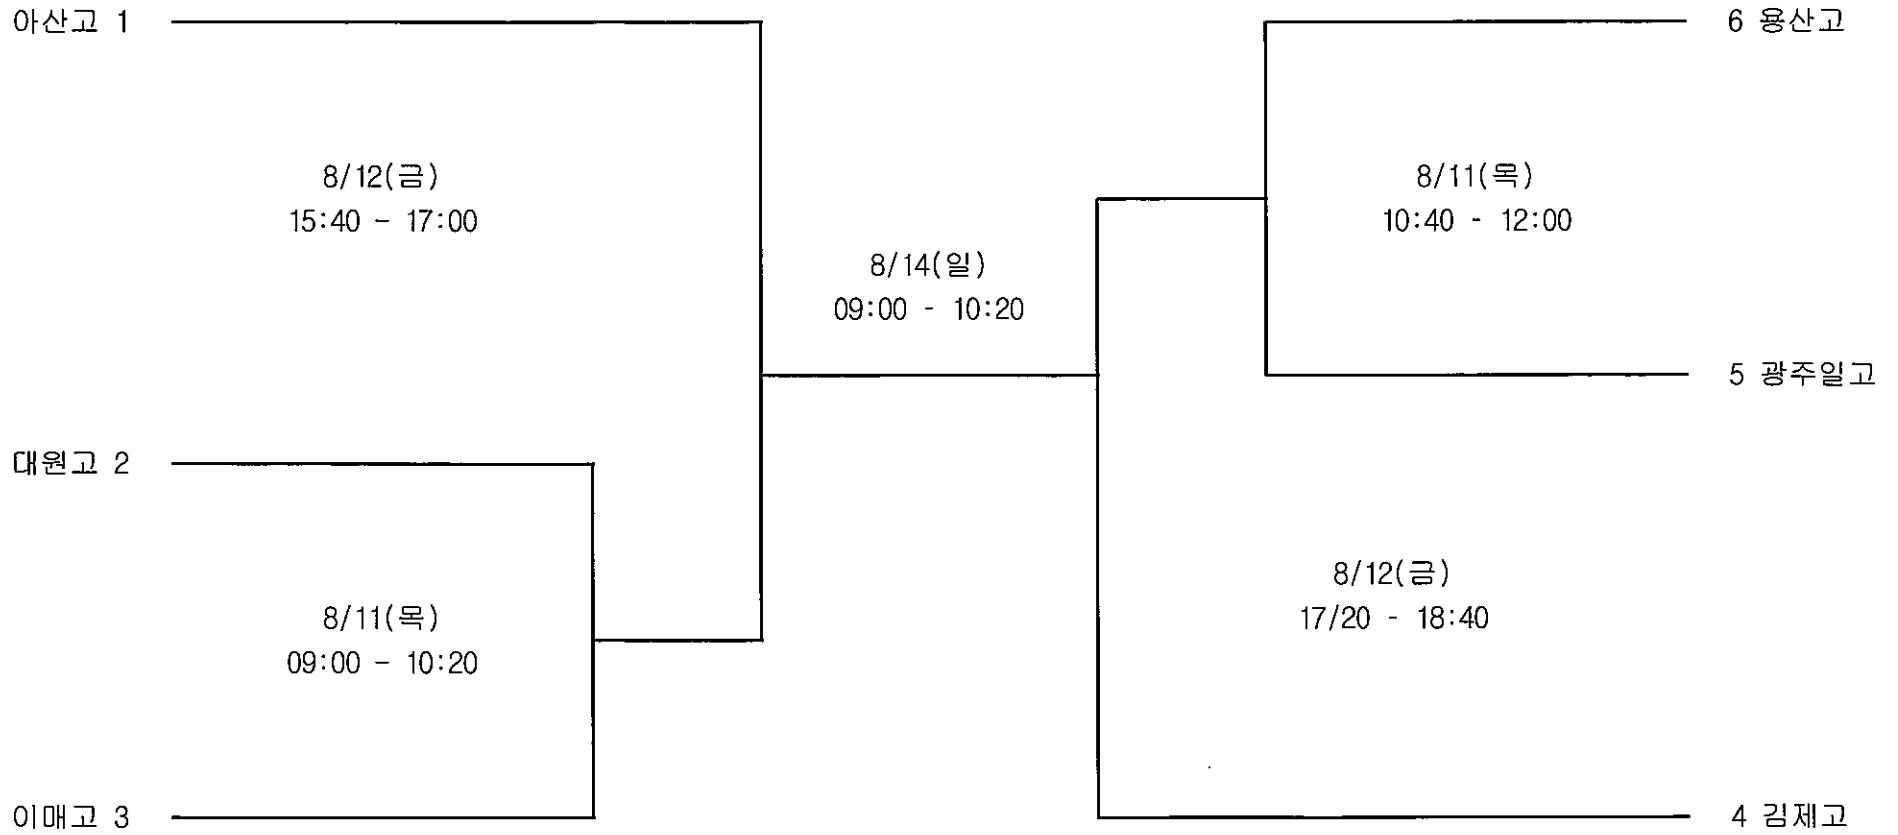 아산고 1
6 용산고
8/12(금)
15:40 - 17:00
8/11(목)
10:40 - 12:00
8/14(일)
09:00 - 10:20
5 광주일고
대원고 2
8/12(금)
17/20 - 18:40
8/11(목)
09:00 - 10:20
이매고 3
4 김제고